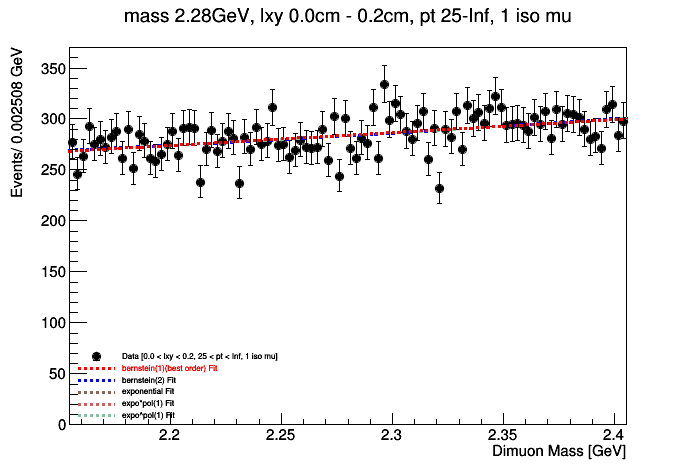 mass 2.28GeV, lxy 0.0cm - 0.2cm, pt 25-Inf, 1 iso mu
Events/ 0.002508 GeV
350
300
250
200
150
100
50
0
Data [0.0 < lxy < 0.2, 25 < pt < Inf, 1 iso mu]
bernstein(1)(best order) Fit
bernstein(2) Fit
exponential Fit
expo*pol(1) Fit
expo^pol(1) Fit
2.2
2.25
2.3
2.35
2.4
Dimuon Mass [GeV]